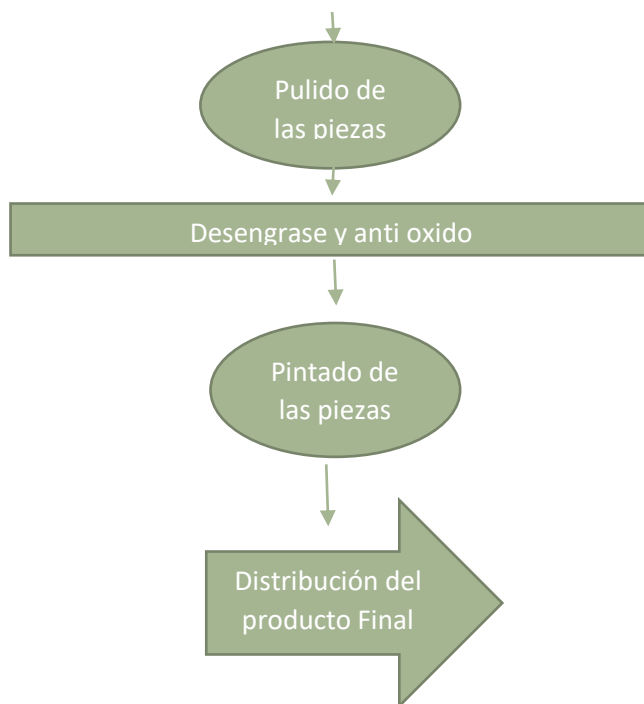 Pulido de
las piezas
Desengrase y anti oxido
Pintado de
las piezas
Distribución del
producto Final